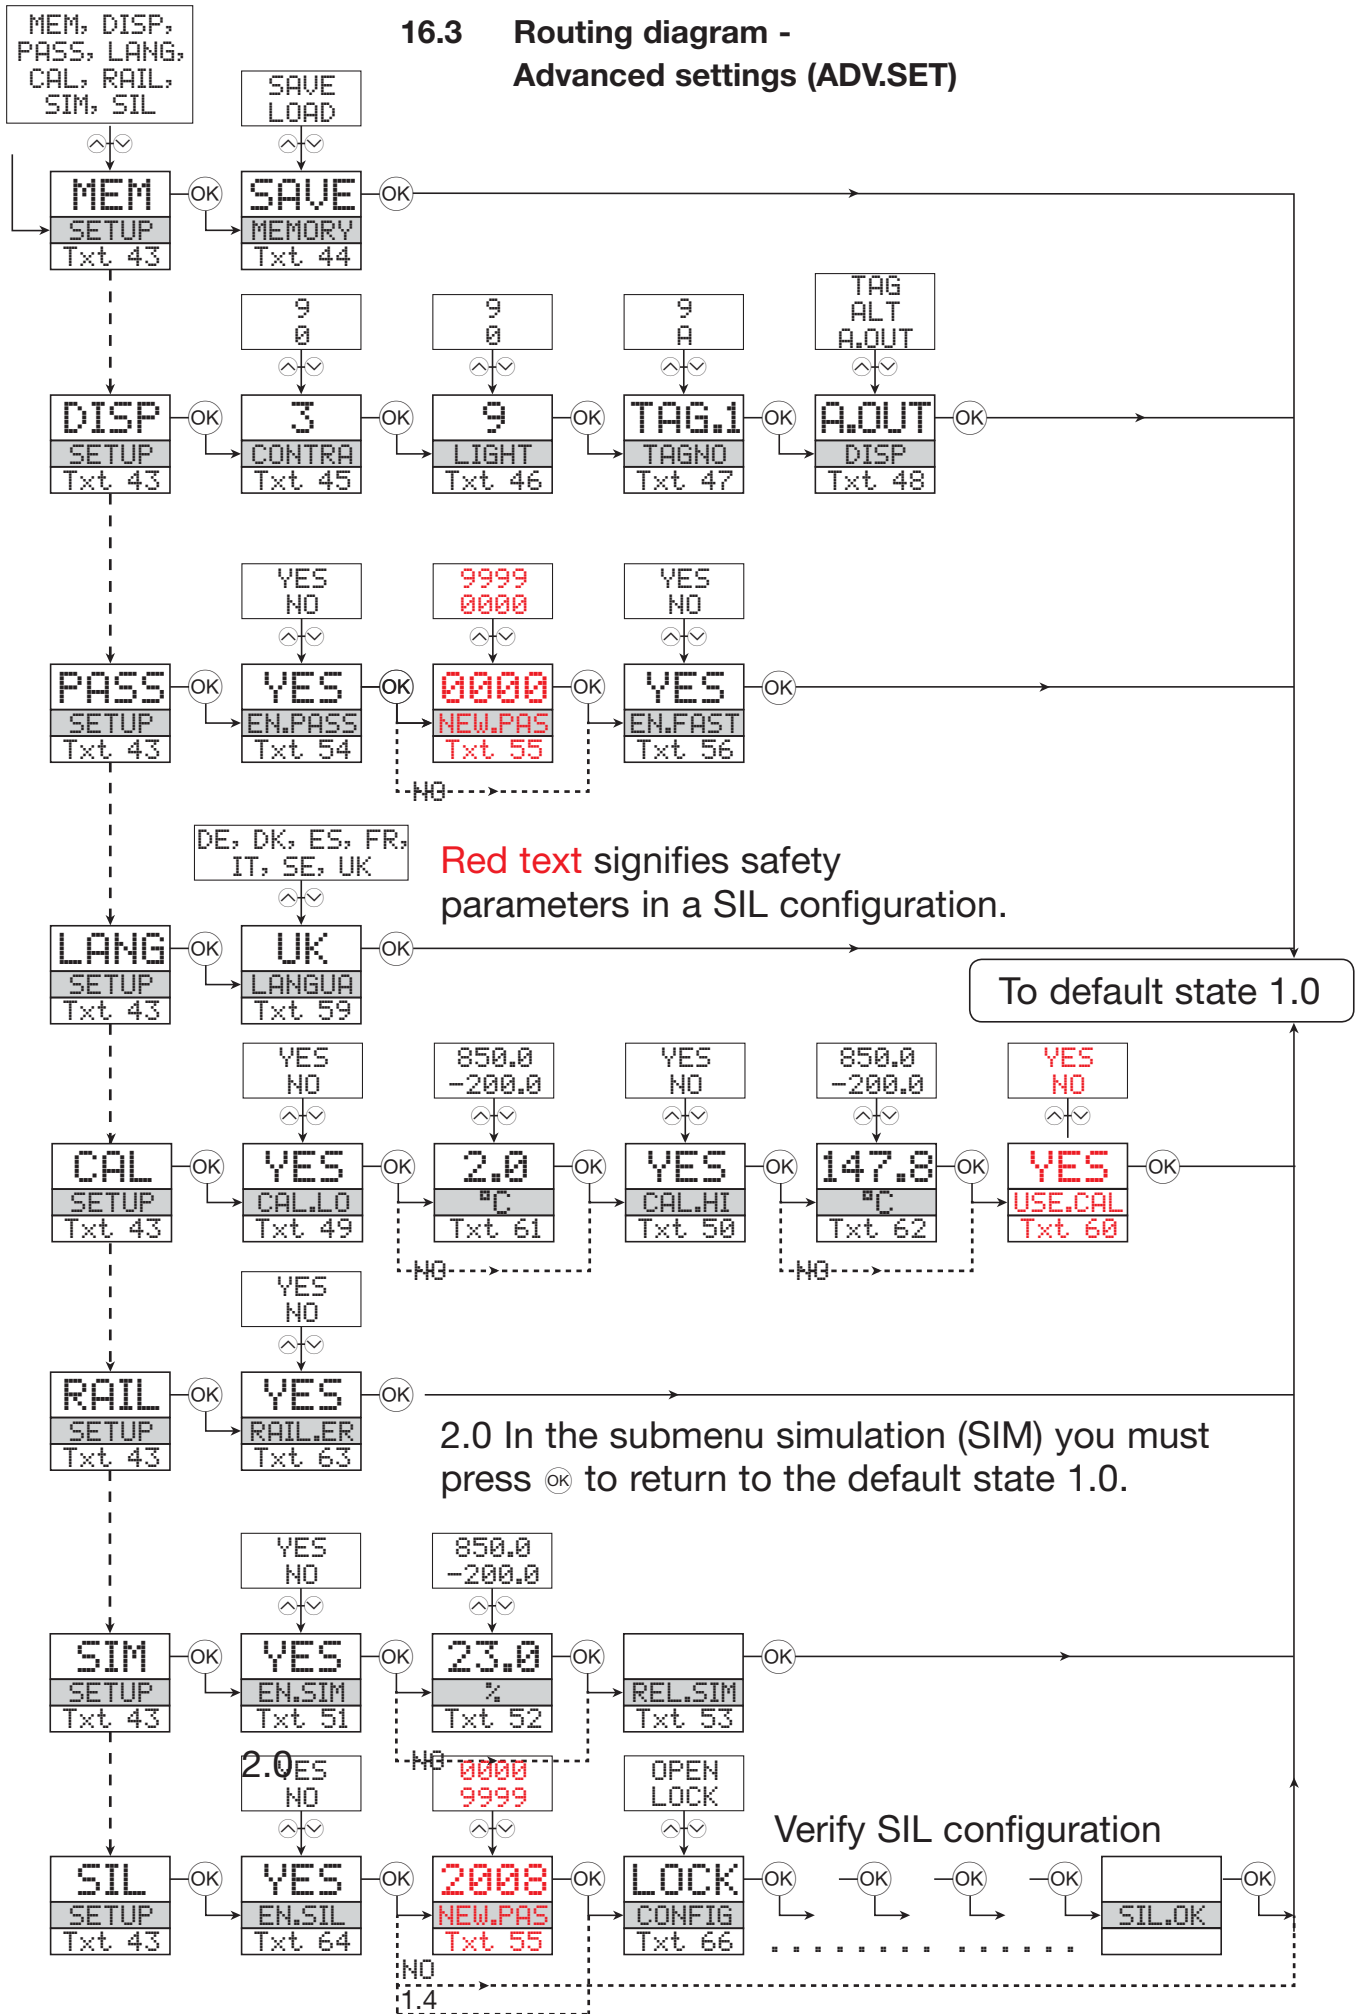 MEM, DISP,
PASS, LANG,
CAL, RAIL,
SIM, SIL
16.3 Routing diagram -
Advanced settings (ADV.SET)
SAVE
LOAD
MEM OK SAVE OK
SETUP MEMORY
Txt 43 Txt 44
9 9 9 TAG
0 0 A ALT
A.OUT
DISP OK 3 OK 9 OK TAG.1 OK A.OUT OK
SETUP CONTRA LIGHT TAGNO DISP
Txt 43 Txt 45 Txt 46 Txt 47 Txt 48
YES 9999 YES
NO 0000 NO
PASS OK YES OK 0000 OK YES OK
SETUP EN.PASS NEW.PAS EN.FAST
Txt 43 Txt 54 Txt 55 Txt 56
NO
DE, DK, ES, FR,
IT, SE, UK
Red text signifies safety
parameters in a SIL configuration.
LANG OK UK OK
SETUP LANGUA
Txt 43 Txt 59
To default state 1.0
YES 850.0 YES 850.0 YES
NO -200.0 NO -200.0 NO
CAL OK YES OK 2.0 OK YES OK 147.8 OK YES OK
SETUP CAL.LO °C CAL.HI °C USE.CAL
Txt 43 Txt 49 Txt 61 Txt 50 Txt 62 Txt 60
NO NO
YES
NO
RAIL OK YES OK
SETUP RAIL.ER
Txt 43 Txt 63
2.0 In the submenu simulation (SIM) you must
press OK to return to the default state 1.0.
YES 850.0
NO -200.0
SIM OK YES OK 23.0 OK OK
SETUP EN.SIM % REL.SIM
Txt 43 Txt 51 Txt 52 Txt 53
NO
2.0
YES 0000 OPEN
NO 9999 LOCK
Verify SIL configuration
SIL OK YES OK 2008 OK LOCK OK OK OK OK OK
SETUP EN.SIL NEW.PAS CONFIG SIL.OK
Txt 43 Txt 64 Txt 55 Txt 66
NO
1.4